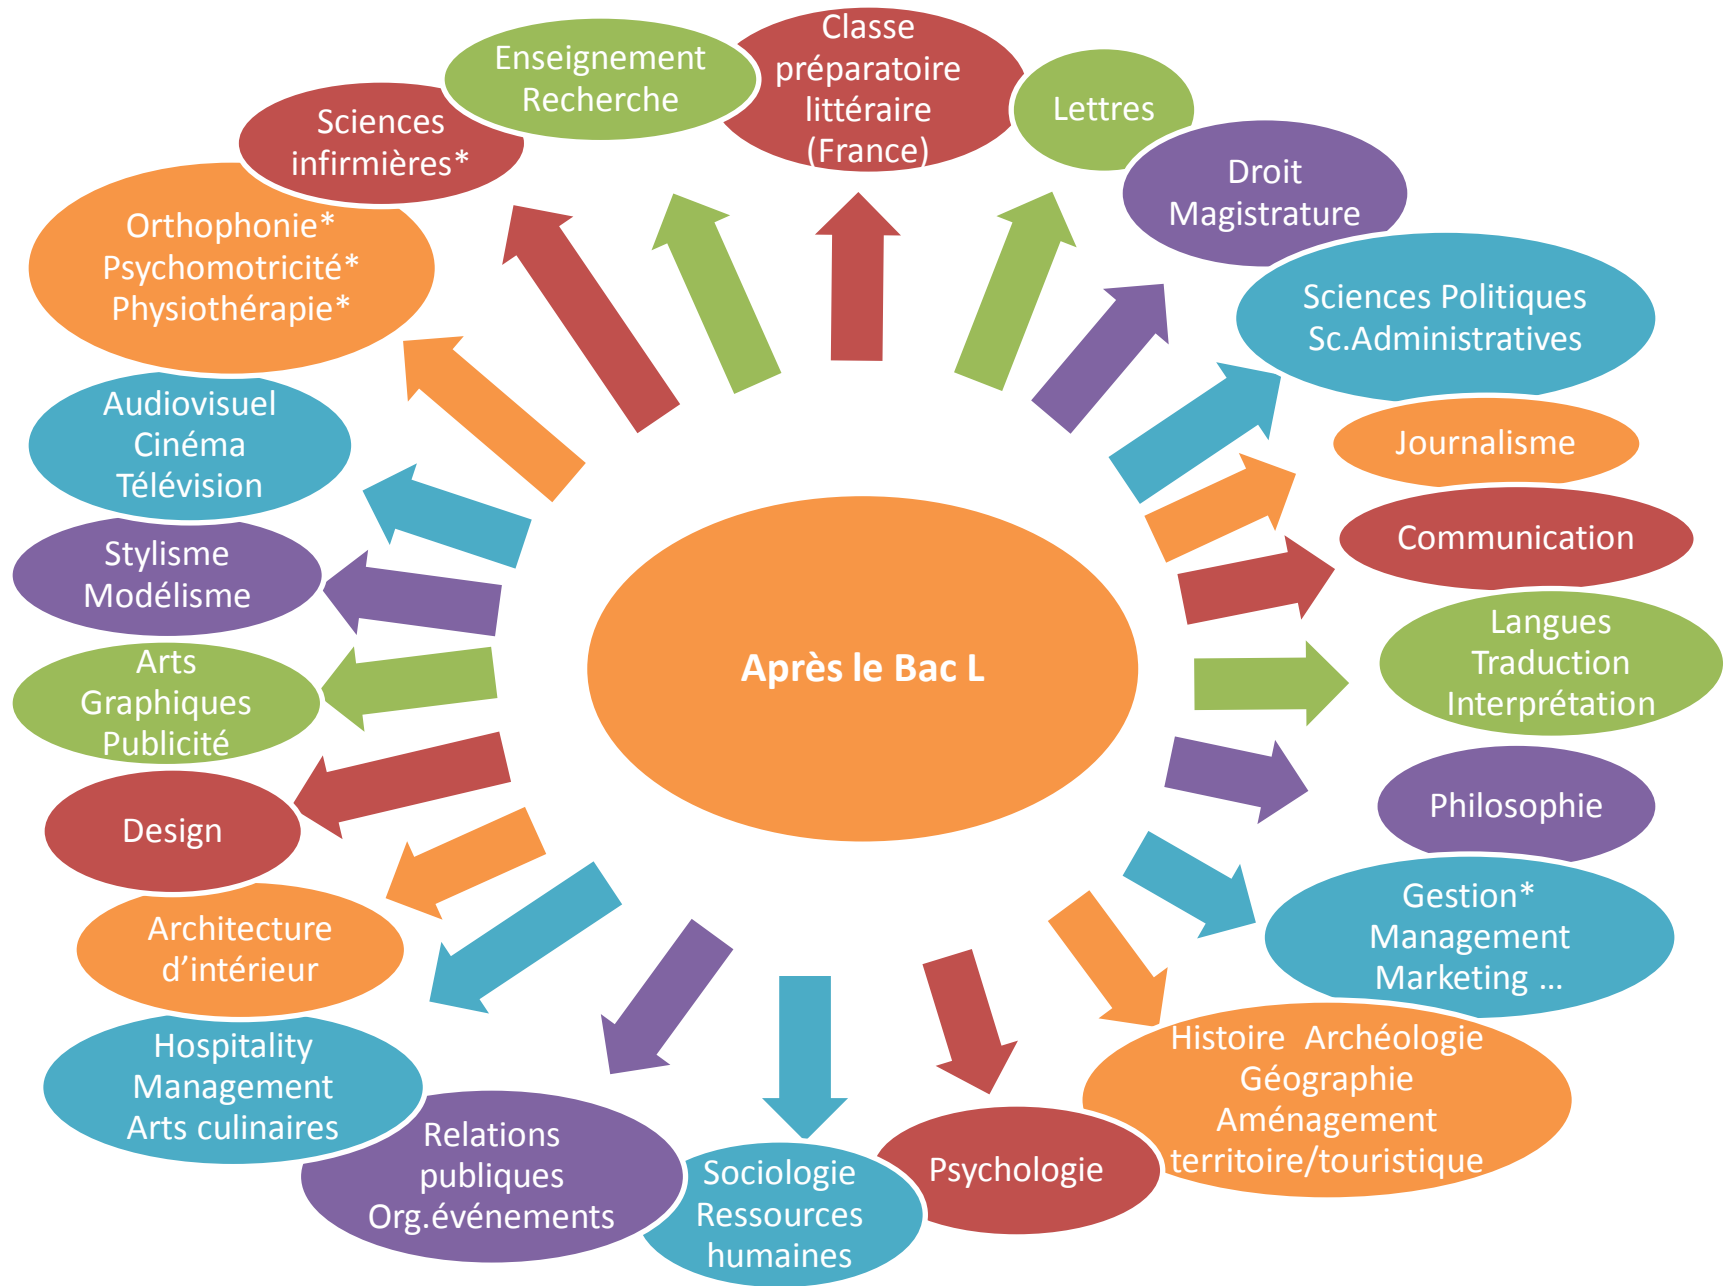 Classe
préparatoire
littéraire
(France)
Lettres
Droit
Magistrature
Sciences Politiques
Sc.Administratives
Journalisme
Communication
Langues
Traduction
Interprétation
Philosophie
Gestion*
Management
Marketing ...
Histoire  Archéologie
Géographie
Aménagement
territoire/touristique
Psychologie
Sociologie
Ressources
humaines
Relations
publiques
Org.événements
Hospitality
Management
Arts culinaires
Architecture
d’intérieur
Design
Arts
Graphiques
Publicité
Stylisme
Modélisme
Audiovisuel
Cinéma
Télévision
Orthophonie*
Psychomotricité*
Physiothérapie*
Sciences
infirmières*
Enseignement
Recherche
Après le Bac L